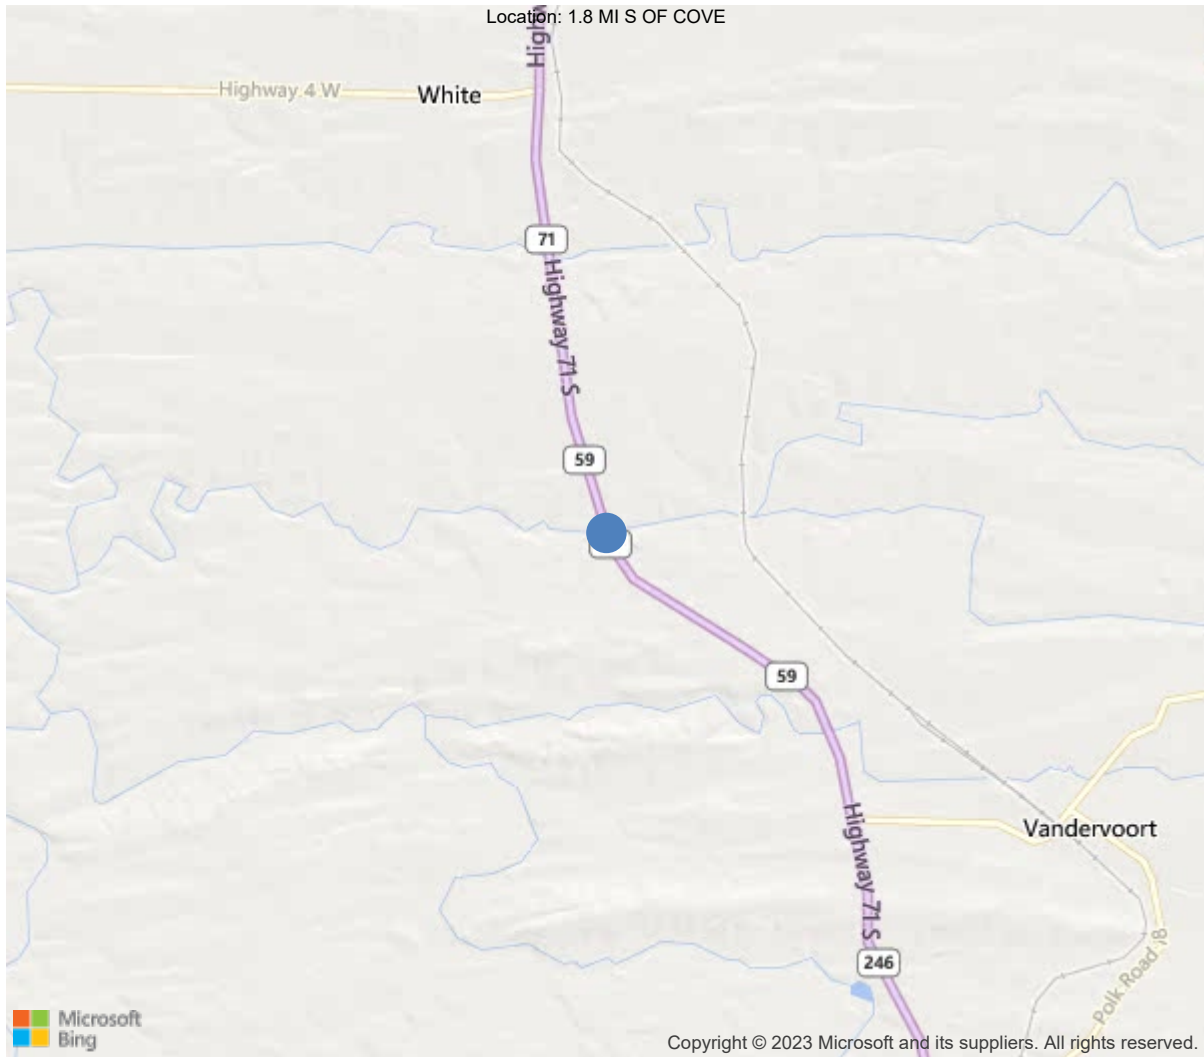 Location: 1.8 MI S OF COVE
High
Highway 4 W
White
71
Highway 71 S
59
59
Highway 71 S
Vandervoort
246
Polk Road
Microsoft
Bing
Copyright © 2023 Microsoft and its suppliers. All rights reserved.